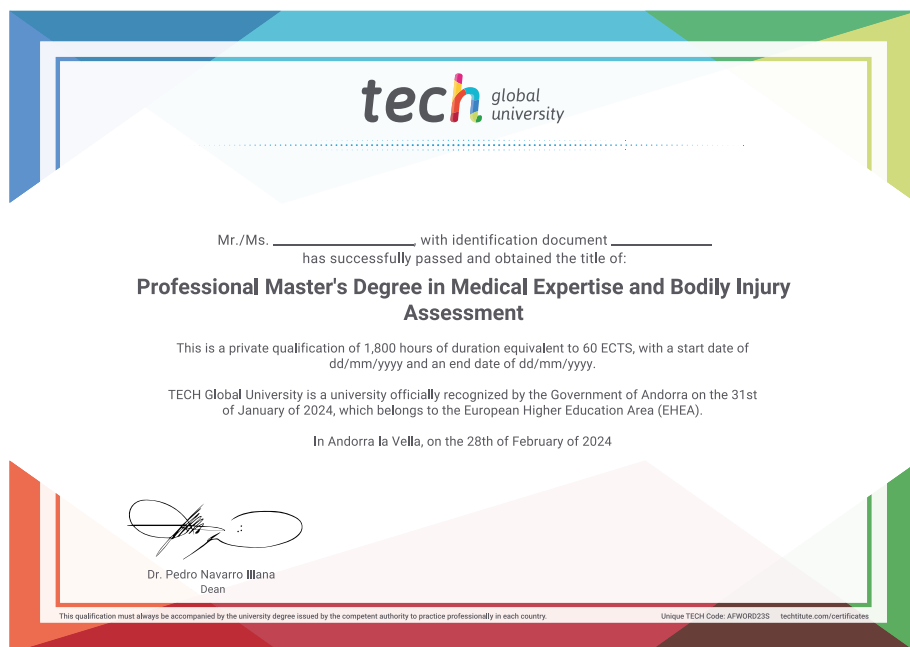 tech global university
Mr./Ms. ____________, with identification document ____________
has successfully passed and obtained the title of:
Professional Master's Degree in Medical Expertise and Bodily Injury
Assessment
This is a private qualification of 1,800 hours of duration equivalent to 60 ECTS, with a start date of
dd/mm/yyyy and an end date of dd/mm/yyyy.
TECH Global University is a university officially recognized by the Government of Andorra on the 31st
of January of 2024, which belongs to the European Higher Education Area (EHEA).
In Andorra la Vella, on the 28th of February of 2024
Dr. Pedro Navarro Illana
Dean
This qualification must always be accompanied by the university degree issued by the competent authority to practice professionally in each country.
Unique TECH Code: AFWORD23S techtitute.com/certificates